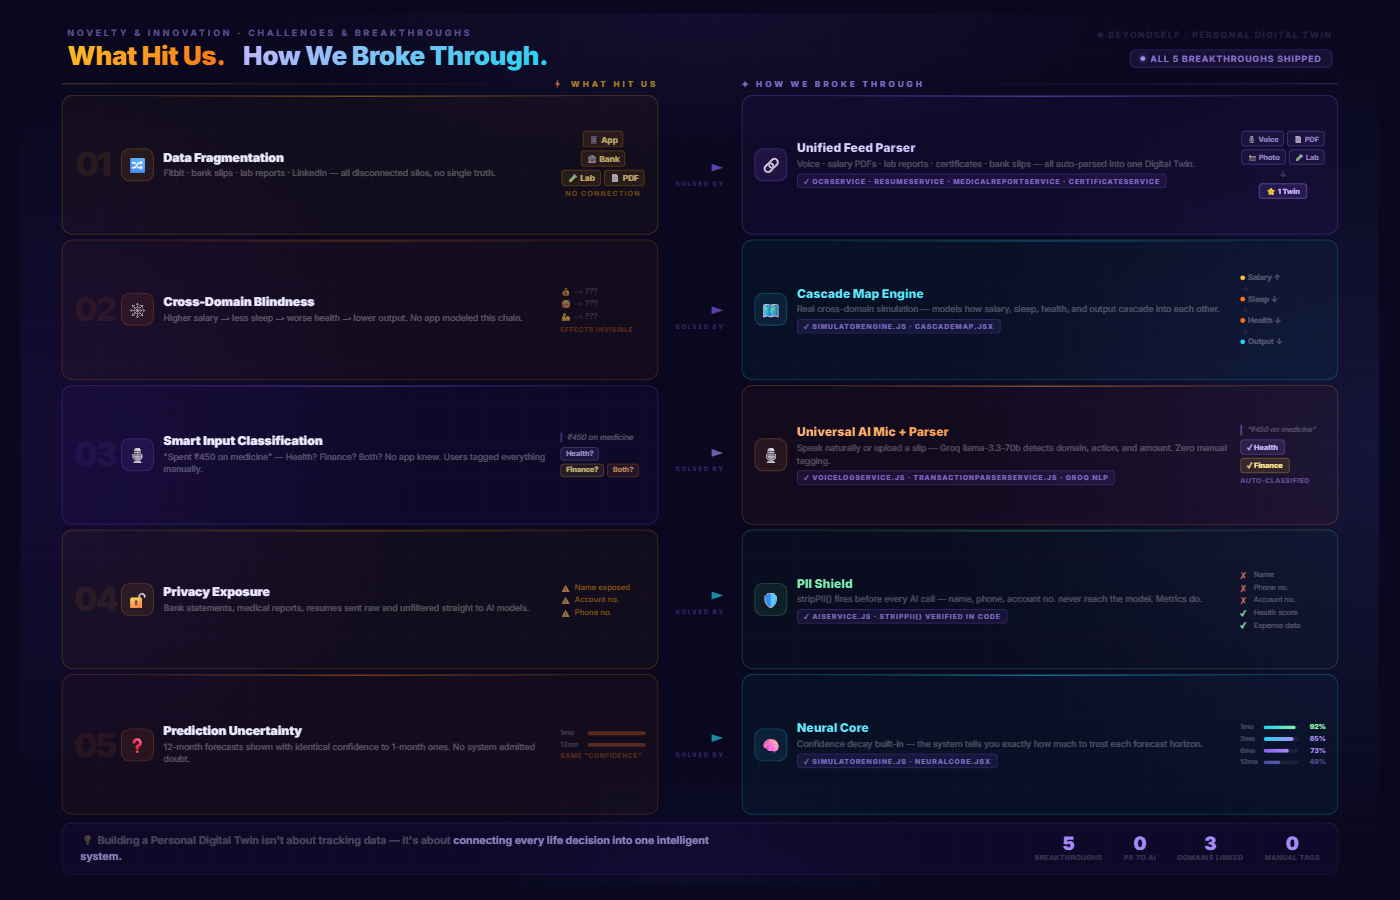 NOVELTY & INNOVATION · CHALLENGES & BREAKTHROUGHS
What Hit Us. How We Broke Through.
◆ BEYONDSELF · PERSONAL DIGITAL TWIN
ALL 5 BREAKTHROUGHS SHIPPED
⚡ WHAT HIT US
✦ HOW WE BROKE THROUGH
01
Data Fragmentation
Fitbit · bank slips · lab reports · LinkedIn — all disconnected silos, no single truth.
App
Bank
Lab PDF
NO CONNECTION
SOLVED BY
Unified Feed Parser
Voice · salary PDFs · lab reports · certificates · bank slips — all auto-parsed into one Digital Twin.
✓ OCRSERVICE · RESUMESERVICE · MEDICALREPORTSERVICE · CERTIFICATESERVICE
Voice PDF
Photo Lab
↓
1 Twin
02
Cross-Domain Blindness
Higher salary → less sleep → worse health → lower output. No app modeled this chain.
→ ???
→ ???
→ ???
EFFECTS INVISIBLE
SOLVED BY
Cascade Map Engine
Real cross-domain simulation — models how salary, sleep, health, and output cascade into each other.
✓ SIMULATORENGINE.JS · CASCADEMAP.JSX
Salary ↑
↓
Sleep ↓
↓
Health ↓
↓
Output ↓
03
Smart Input Classification
"Spent ₹450 on medicine" — Health? Finance? Both? No app knew. Users tagged everything
manually.
₹450 on medicine
Health?
Finance? Both?
SOLVED BY
Universal AI Mic + Parser
Speak naturally or upload a slip — Groq llama-3.3-70b detects domain, action, and amount. Zero manual
tagging.
✓ VOICELOGSERVICE.JS · TRANSACTIONPARSERSERVICE.JS · GROQ NLP
"₹450 on medicine"
✓ Health
✓ Finance
AUTO-CLASSIFIED
04
Privacy Exposure
Bank statements, medical reports, resumes sent raw and unfiltered straight to AI models.
⚠ Name exposed
⚠ Account no.
⚠ Phone no.
SOLVED BY
PII Shield
stripPII() fires before every AI call — name, phone, account no. never reach the model. Metrics do.
✓ AISERVICE.JS · STRIPPII() VERIFIED IN CODE
✗ Name
✗ Phone no.
✗ Account no.
✓ Health score
✓ Expense data
05
Prediction Uncertainty
12-month forecasts shown with identical confidence to 1-month ones. No system admitted
doubt.
1mo
12mo
SAME "CONFIDENCE"
SOLVED BY
Neural Core
Confidence decay built-in — the system tells you exactly how much to trust each forecast horizon.
✓ SIMULATORENGINE.JS · NEURALCORE.JSX
1mo 92%
3mo 85%
6mo 73%
12mo 48%
Building a Personal Digital Twin isn't about tracking data — it's about connecting every life decision into one intelligent
system.
5
BREAKTHROUGHS
0
PII TO AI
3
DOMAINS LINKED
0
MANUAL TAGS